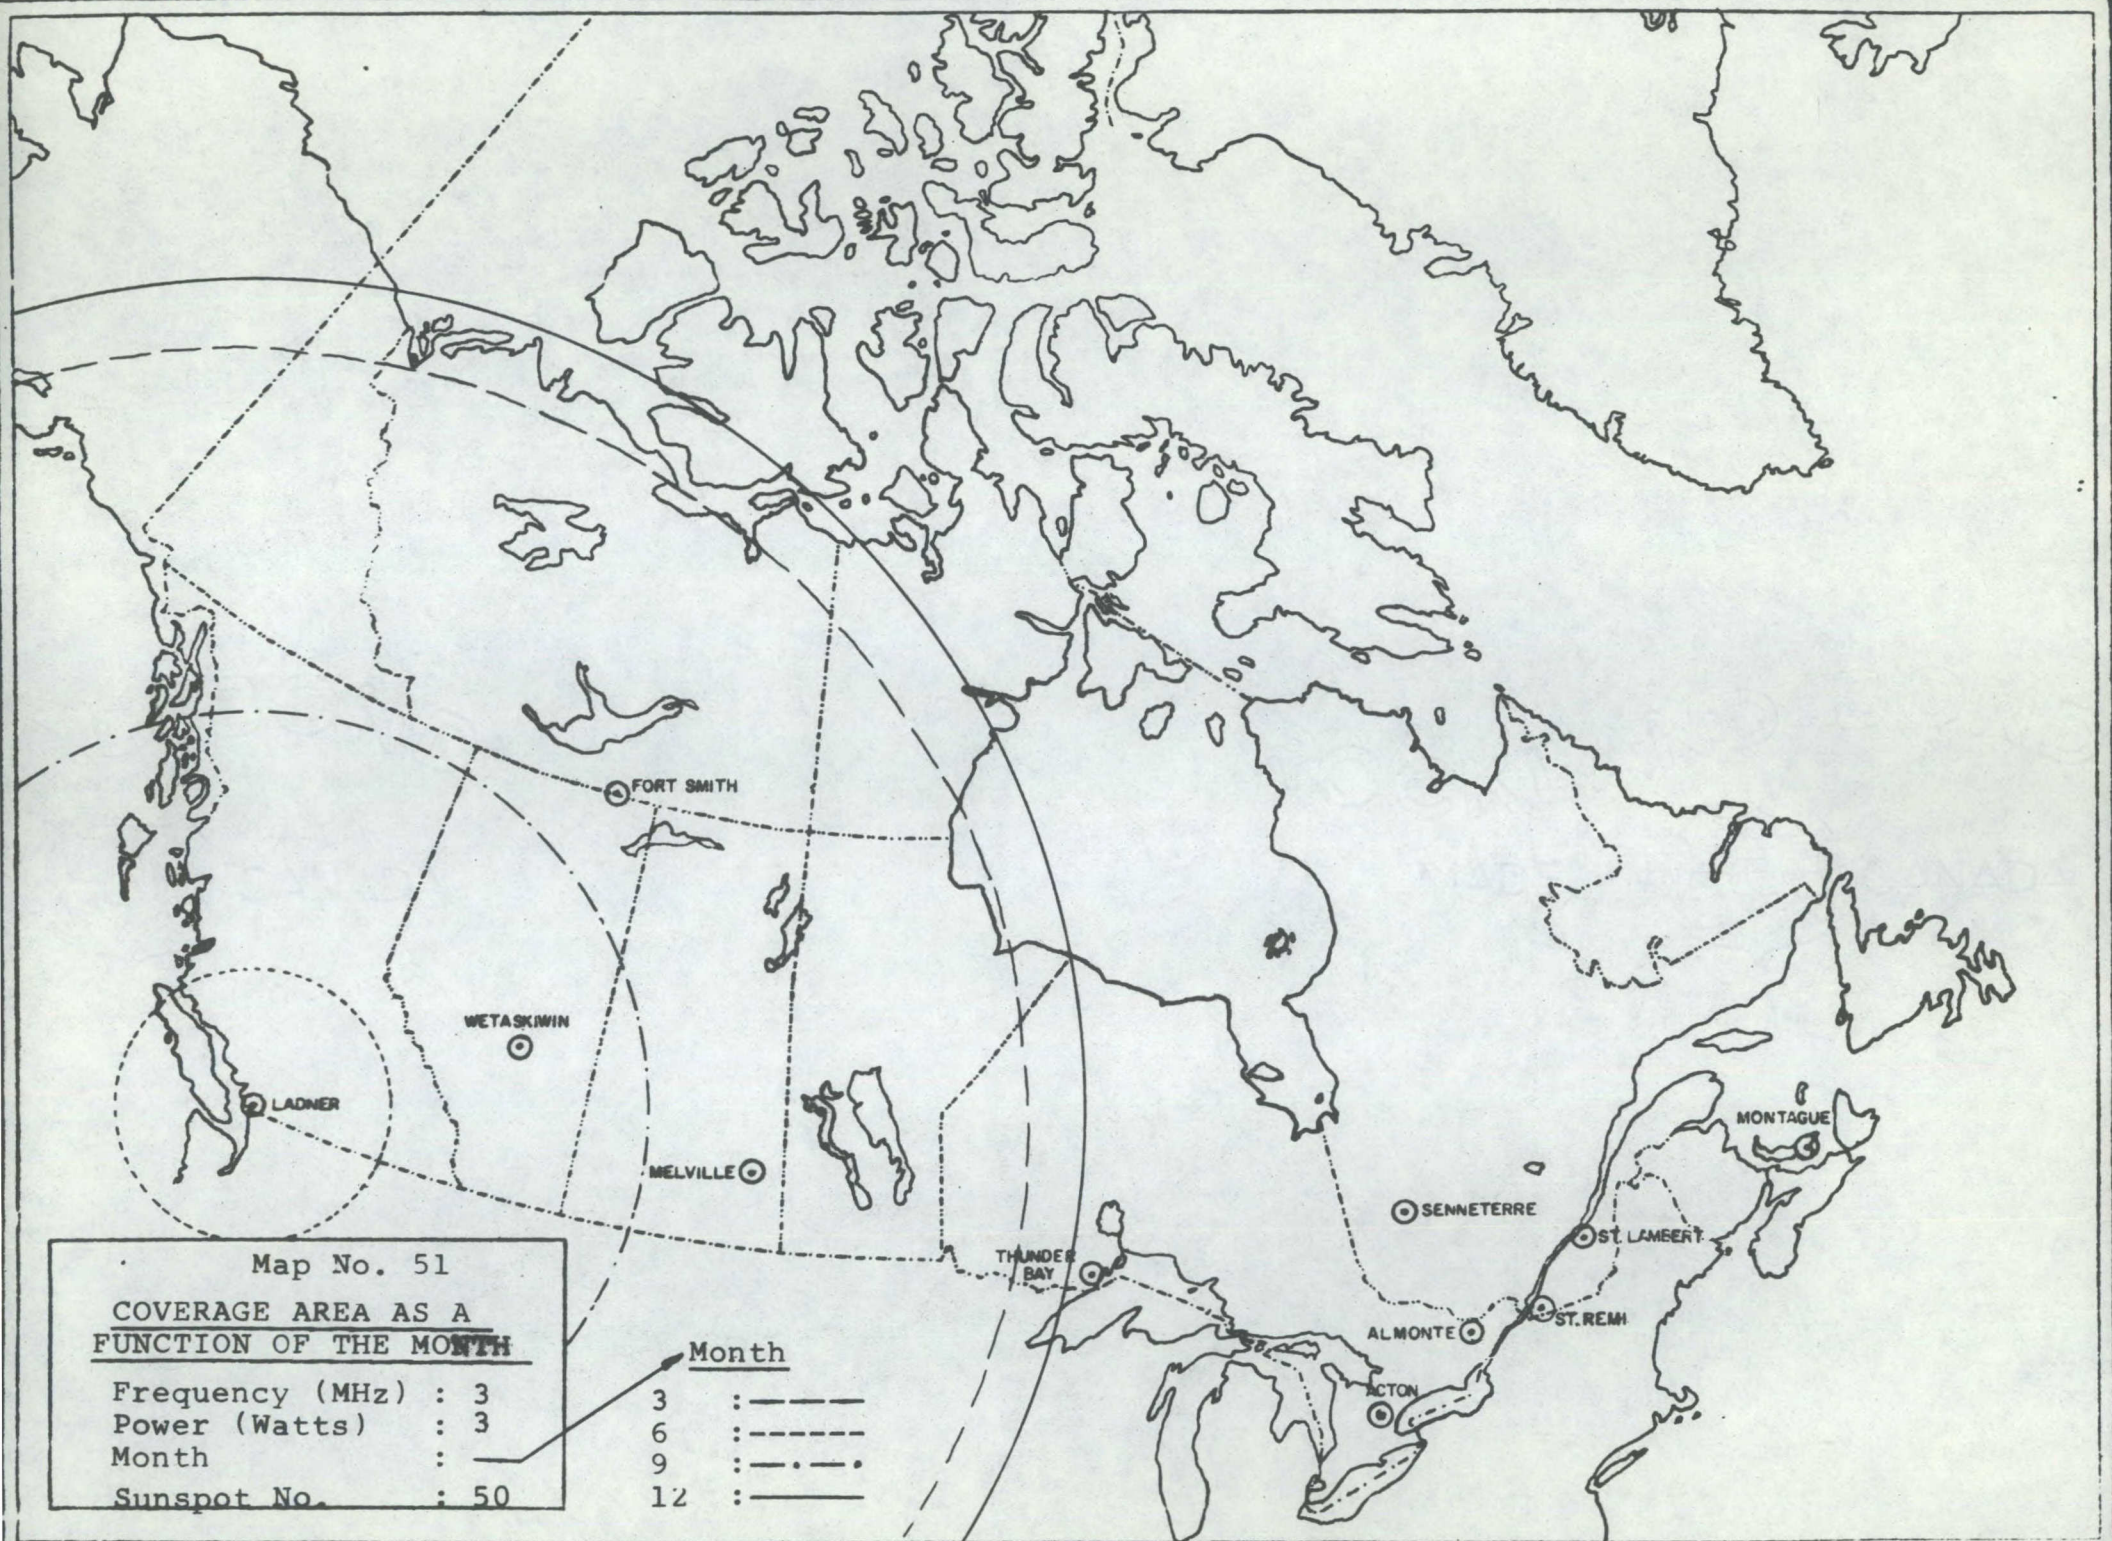 FORT SMITH
WETASKIWIN
LADNER
MELVILLE
MONTAGUE
SENNETERRE
ST. LAMBERT
THUNDER
BAY
ST. REMI
ALMONTE
ACTON
Map No. 51
COVERAGE AREA AS A
FUNCTION OF THE MONTH
Frequency (MHz) : 3
Power (Watts) : 3
Month :
Sunspot No. : 50
Month
3 :
6 :
9 :
12 :